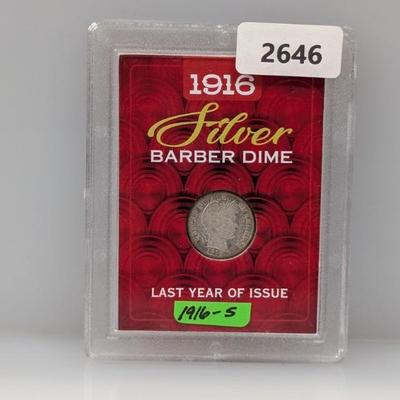 2646
1916
Silver
BARBER DIME
LAST YEAR OF ISSUE
1916-S